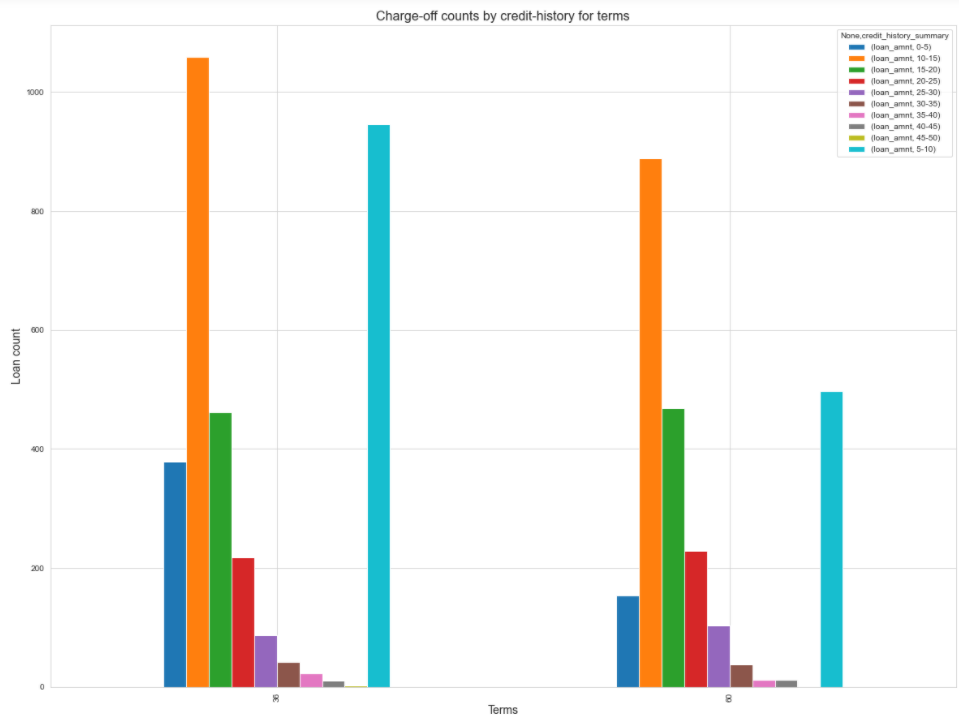 Charge-off counts by credit-history for terms
None,credit_history_summary
(loan_amnt, 0-5)
(loan_amnt, 10-15)
(loan_amnt, 15-20)
(loan_amnt, 20-25)
(loan_amnt, 25-30)
(loan_amnt, 30-35)
(loan_amnt, 35-40)
(loan_amnt, 40-45)
(loan_amnt, 45-50)
(loan_amnt, 5-10)
Loan count
1000
800
600
400
200
0
36
60
Terms